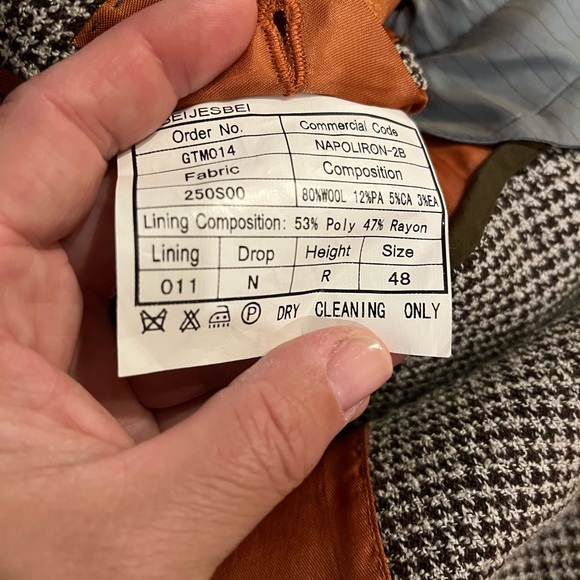 BEIJESBEI
Order No. Commercial Code
GTM014 NAPOLIRON-2B
Fabric Composition
250S00 80%WOOL 12%PA 5%CA 3%EA
Lining Composition: 53% Poly 47% Rayon
Lining Drop Height Size
011 N R 48
P DRY CLEANING ONLY